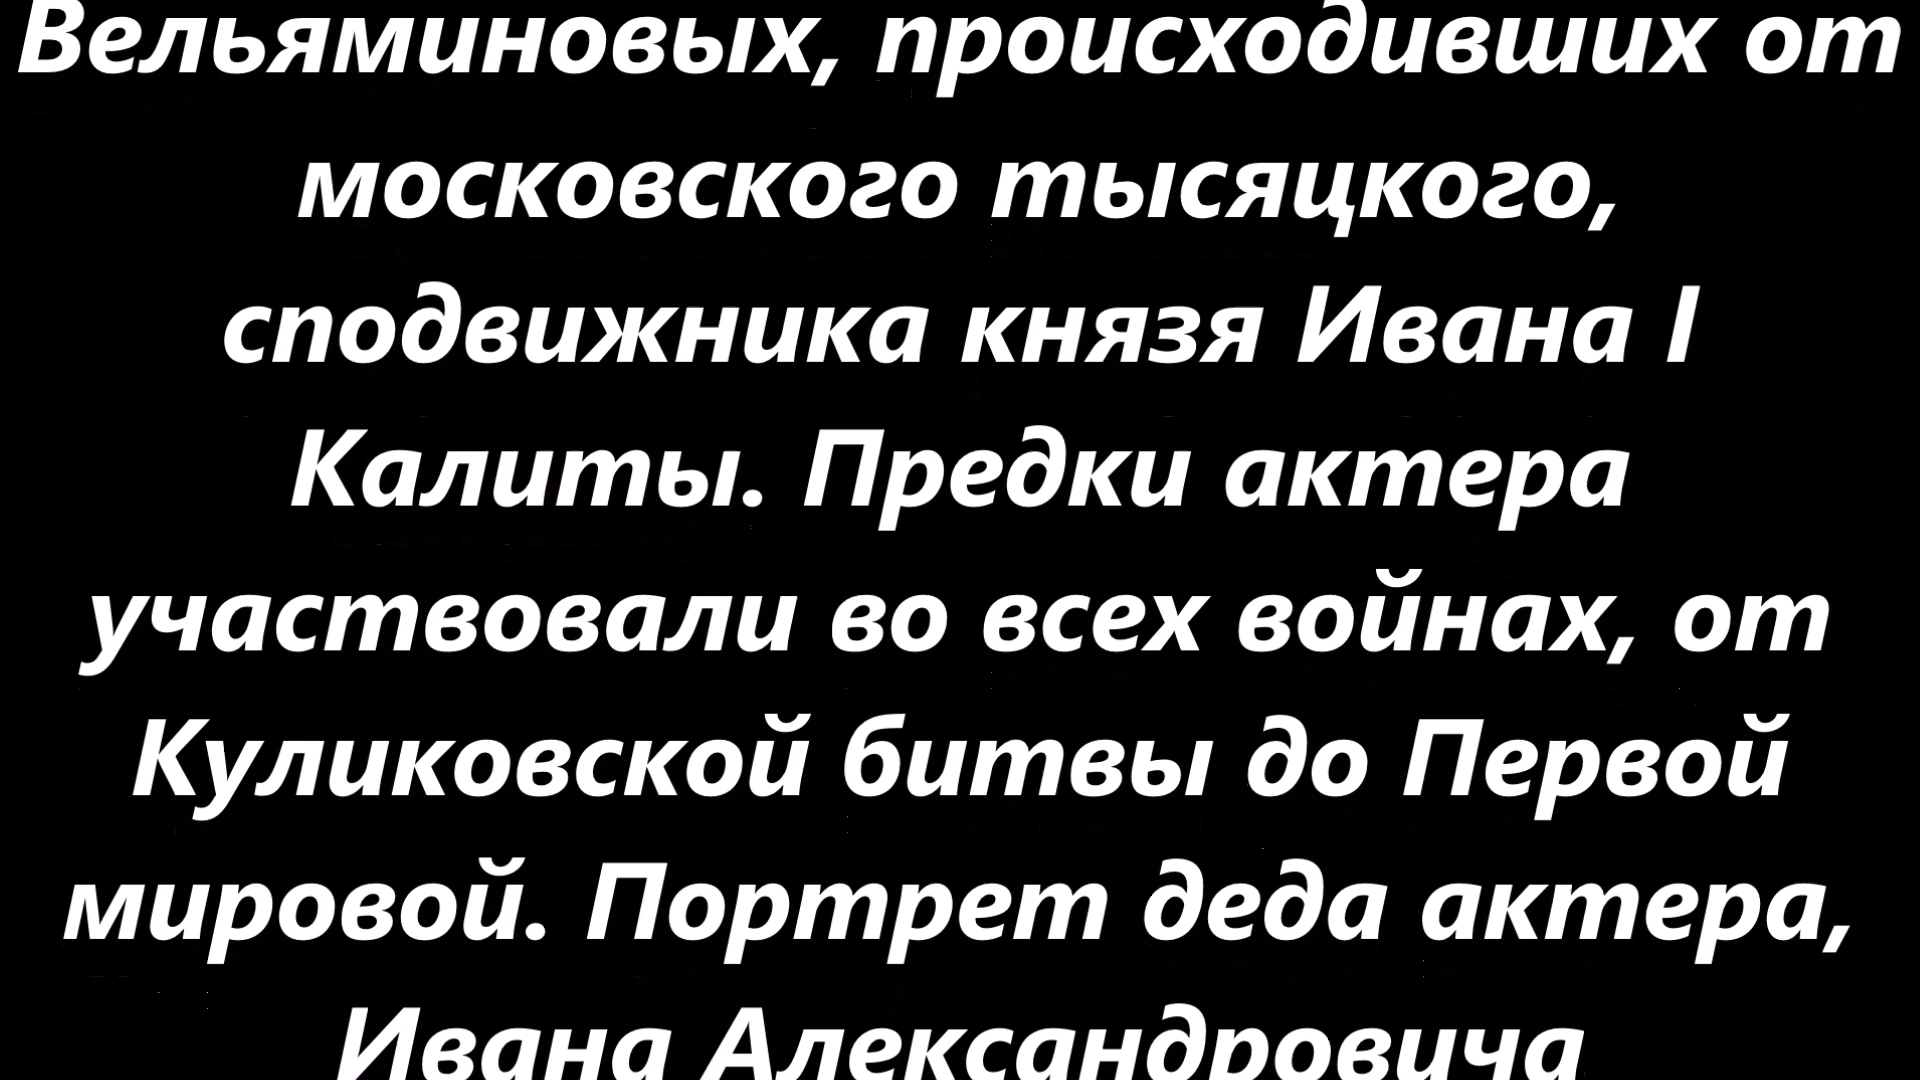 Вельяминовых, происходивших от
московского тысяцкого,
сподвижника князя Ивана I
Калиты. Предки актера
участвовали во всех войнах, от
Куликовской битвы до Первой
мировой. Портрет деда актера,
Ивана Александровича